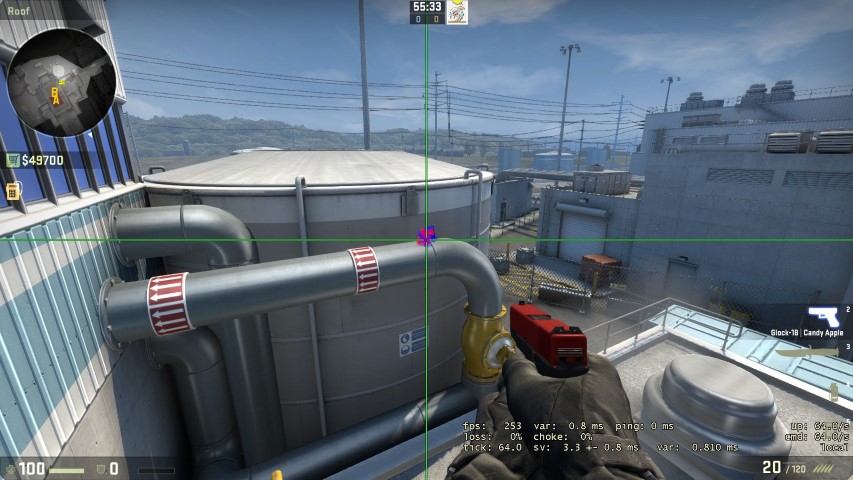 Roof
55:33
0 0
B
A
$49700
2
Glock-18 | Candy Apple
3
fps: 253 var: 0.8 ms ping: 0 ms
loss: 0% choke: 0%
tick: 64.0 sv: 3.3 +- 0.8 ms var: 0.810 ms
up: 64.0/s
cmd: 64.0/s
local
100
0
20 / 120